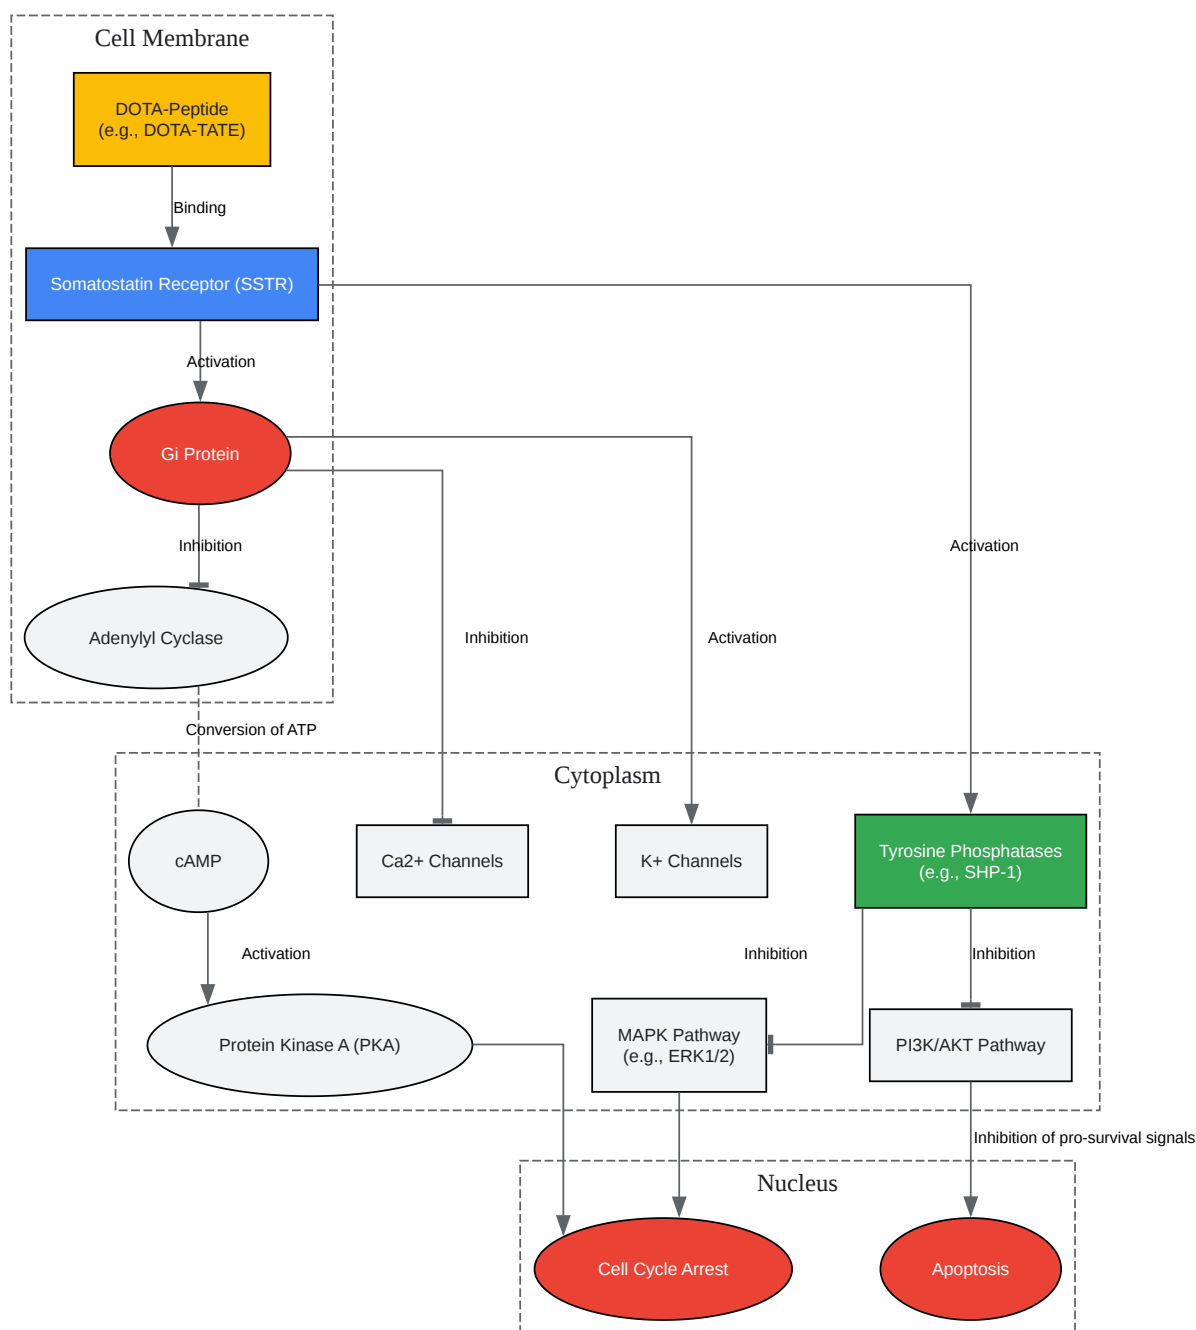 Cell Membrane
DOTA-Peptide
(e.g., DOTA-TATE)
Binding
Somatostatin Receptor (SSTR)
Activation
Gi Protein
Inhibition
Activation
Adenylyl Cyclase
Inhibition
Activation
Conversion of ATP
Cytoplasm
cAMP
Ca2+ Channels
K+ Channels
Tyrosine Phosphatases
(e.g., SHP-1)
Activation
Inhibition
Inhibition
Protein Kinase A (PKA)
MAPK Pathway
(e.g., ERK1/2)
PI3K/AKT Pathway
Inhibition of pro-survival signals
Nucleus
Cell Cycle Arrest
Apoptosis